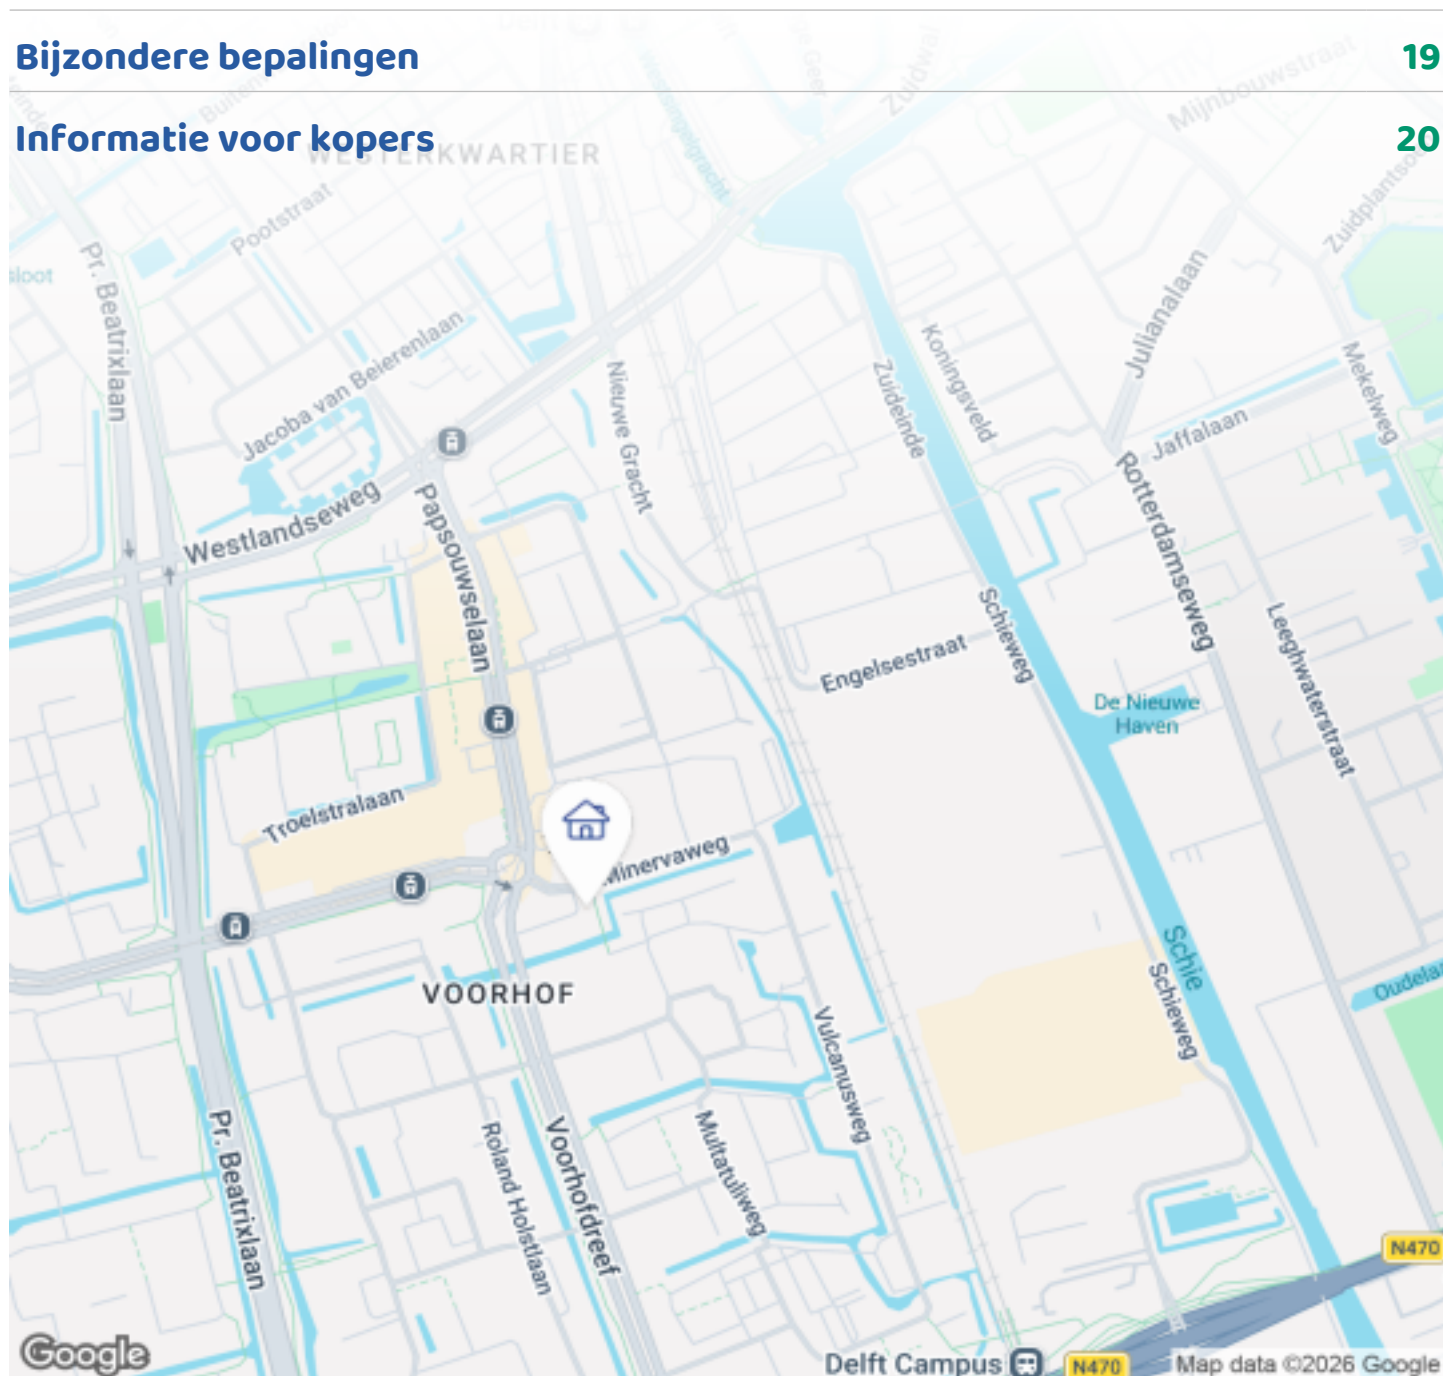 Bijzondere bepalingen 19
Informatie voor kopers 20
Zuidwal
Mijnbouwstraat
Westsingelgracht
WESTERKWARTIER
Pootstraat
sloot
Pr. Beatrixlaan
Jacoba van Beierenlaan
Julianalaan
Koningsveld
Zuideinde
Nieuwe Gracht
Mekelweg
Jaffalaan
Westlandseweg
Papsouwselaan
Rotterdamseweg
Schieweg
Engelsestraat
Leeghwaterstraat
De Nieuwe
Haven
Troelstralaan
Minervaweg
VOORHOF
Schie
Schieweg
Vulcanusweg
Multatuliweg
Voorhofdreef
Roland Holstlaan
Pr. Beatrixlaan
N470
Google
Delft Campus
N470
Map data ©2026 Google